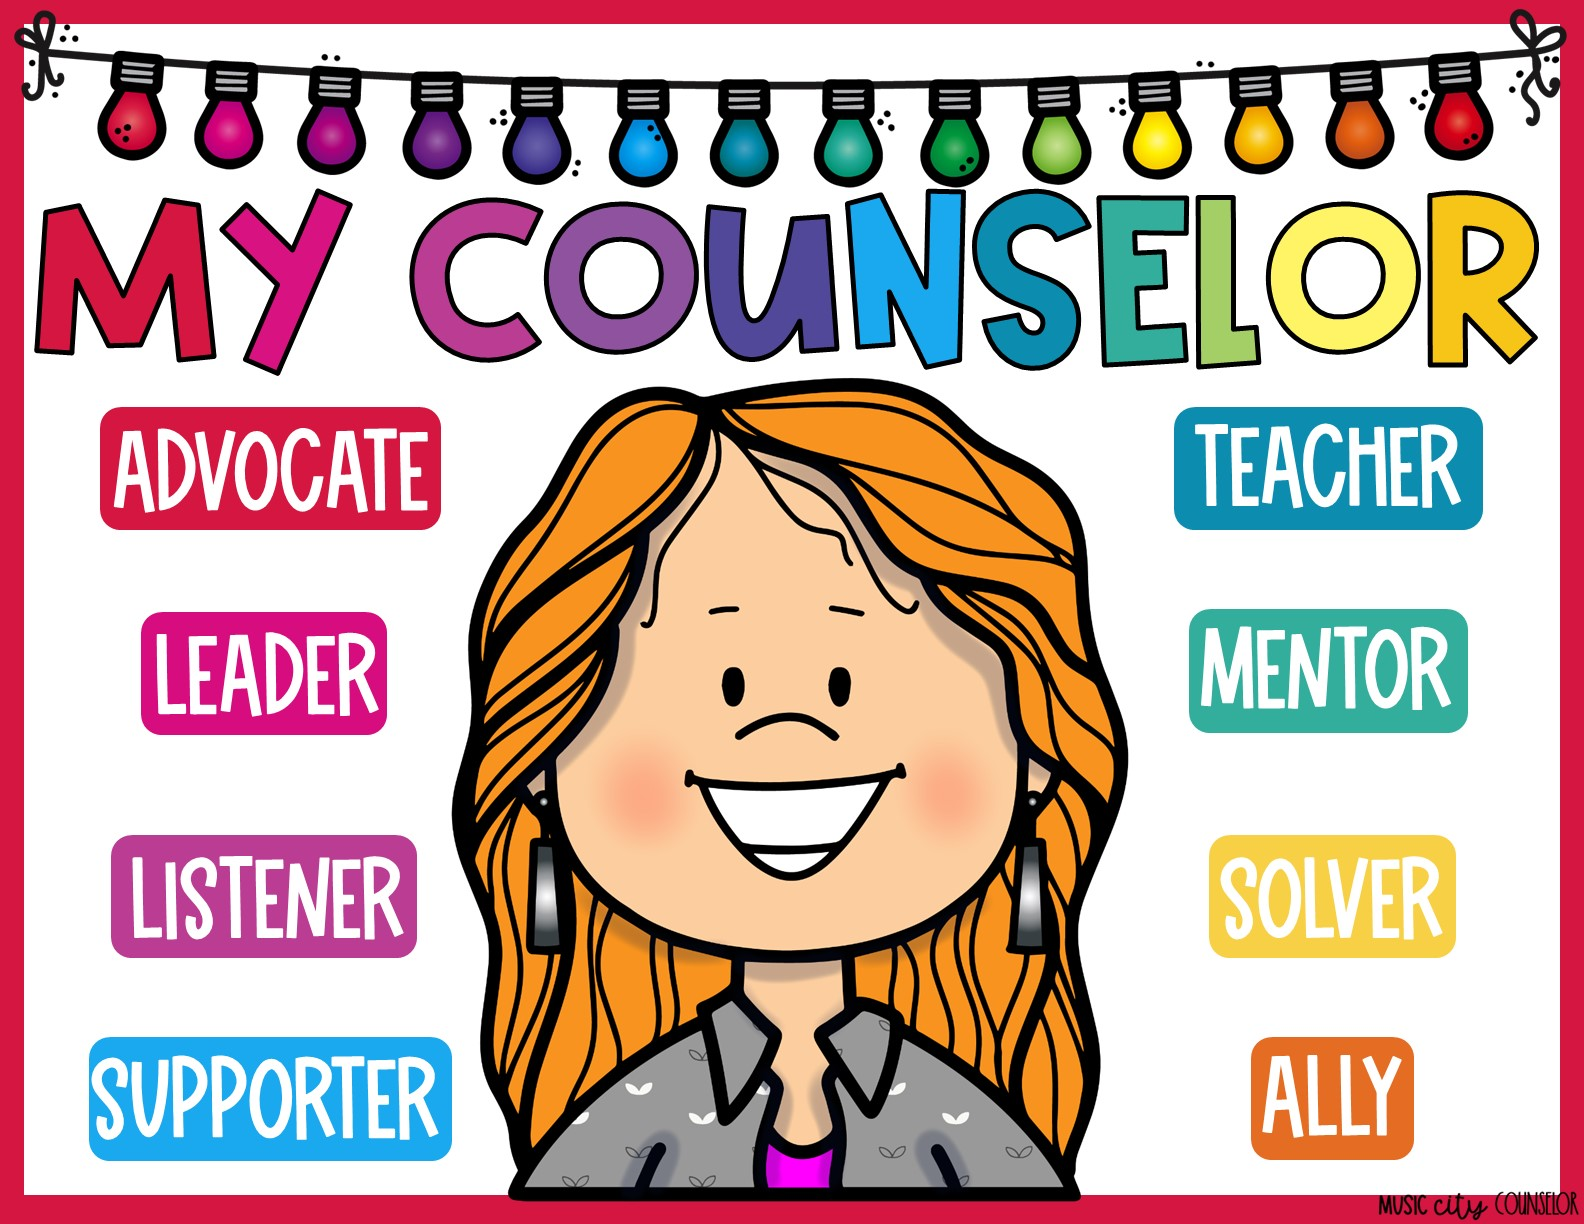 MY COUNSELOR
ADVOCATE
LEADER
LISTENER
SUPPORTER
TEACHER
MENTOR
SOLVER
ALLY
MUSIC city COUNSELOR